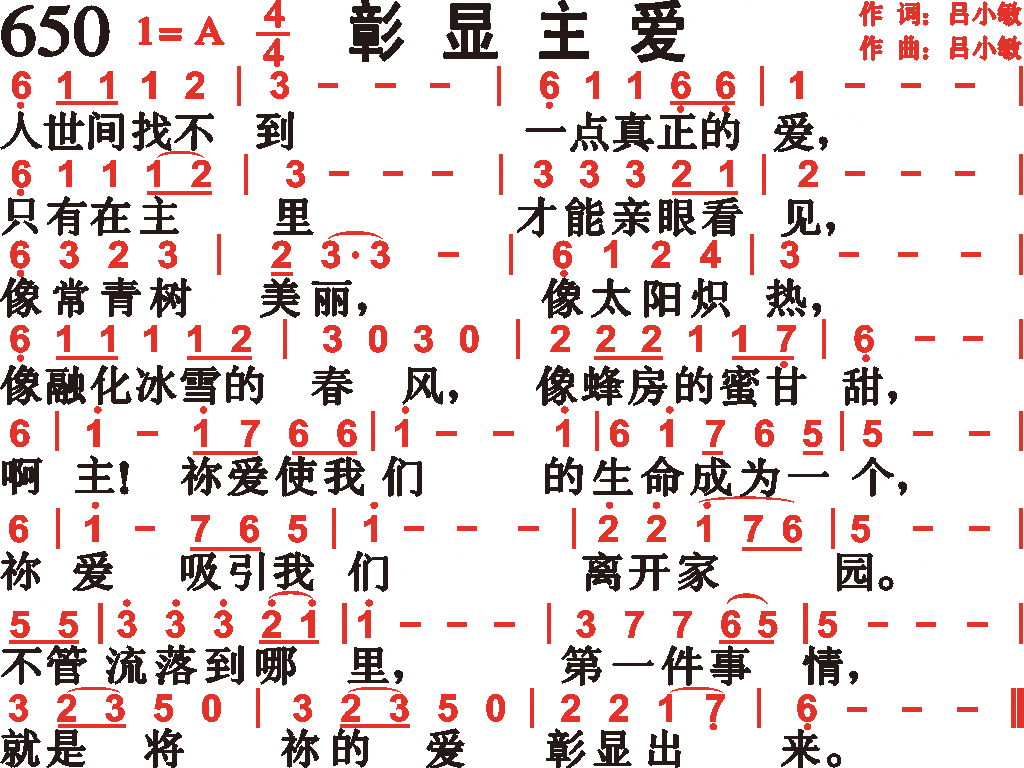 650 1=A 4/4 彰显主爱 作 词：吕小敏
作 曲：吕小敏
6 1 1 1 2 | 3 - - - | 6 1 1 6 6 | 1 - - - |
人世间找不 到 一点真正的 爱，
6 1 1 1 2 | 3 - - - | 3 3 3 2 1 | 2 - - - |
只有在主 里 才能亲眼看 见，
6 3 2 3 | 2 3·3 - | 6 1 2 4 | 3 - - - |
像常青树 美丽， 像太阳炽 热，
6 1 1 1 1 2 | 3 0 3 0 | 2 2 2 1 1 7 | 6 - - -
像融化冰雪的 春 风， 像蜂房的蜜甘 甜，
6 | 1 - 1 7 6 6 | 1 - - 1 | 6 1 7 6 5 | 5 - - |
啊 主！ 祢爱使我们 的生命成为一 个，
6 | 1 - 7 6 5 | 1 - - - | 2 2 1 7 6 | 5 - - |
祢 爱 吸引我 们 离开家 园。
5 5 | 3 3 3 2 1 | 1 - - - | 3 7 7 6 5 | 5 - - - |
不管流落到哪 里， 第一件事 情，
3 2 3 5 0 | 3 2 3 5 0 | 2 2 1 7 | 6 - - -
就是 将 祢的 爱 彰显出 来。